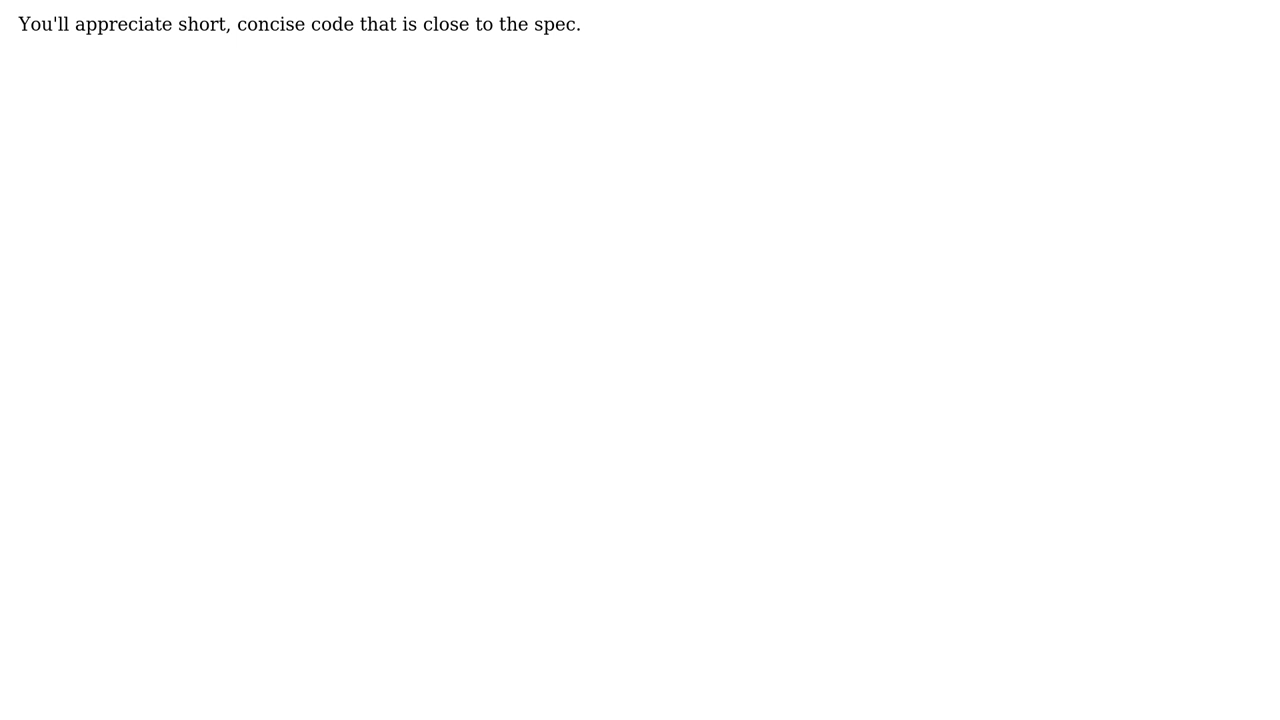 You'll appreciate short, concise code that is close to the spec.